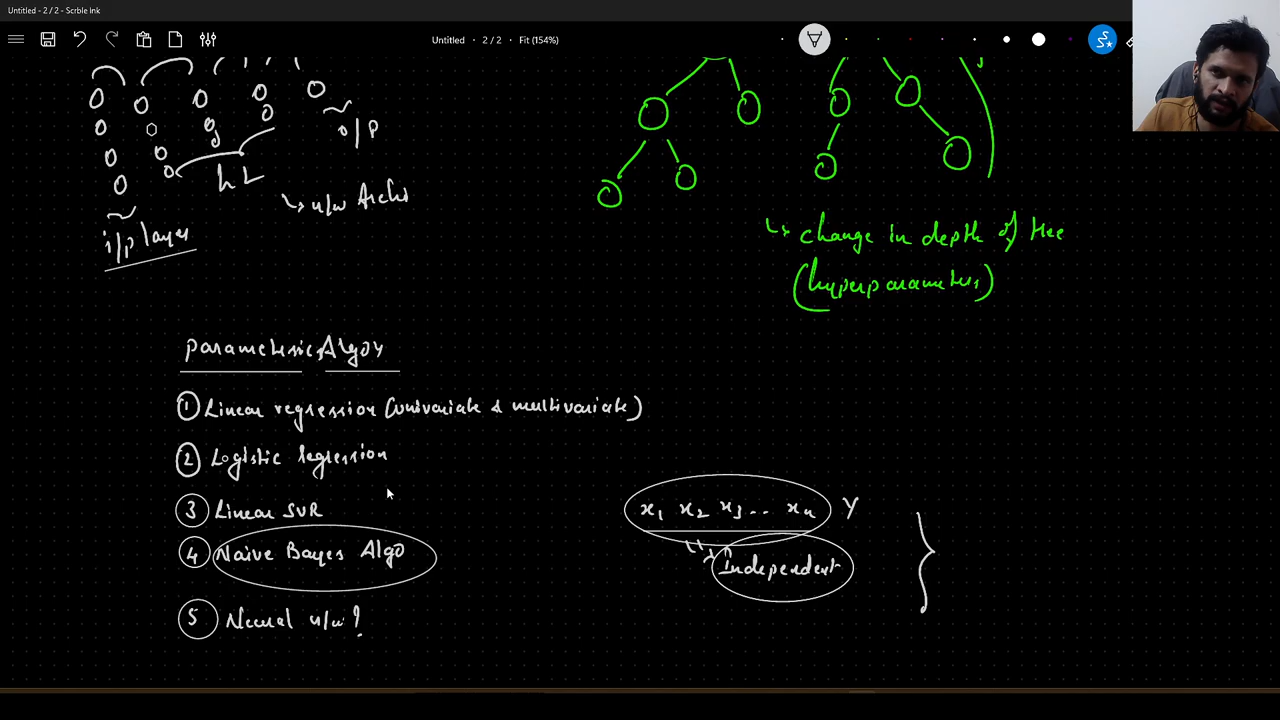 Untitled - 2 / 2 - Scrble Ink
Untitled • 2 / 2 • Fit (154%)
o/p
hL
↳ n/w Archi
i/p layer
↳ change in depth of tree
(hyperparameters)
Parametric Algos
① Linear regression (univariate & multivariate)
② Logistic regression
③ Linear SVR
④ Naive Bayes Algo
⑤ Neural n/w?
x₁ x₂ x₃ .. xₙ Y
Independent